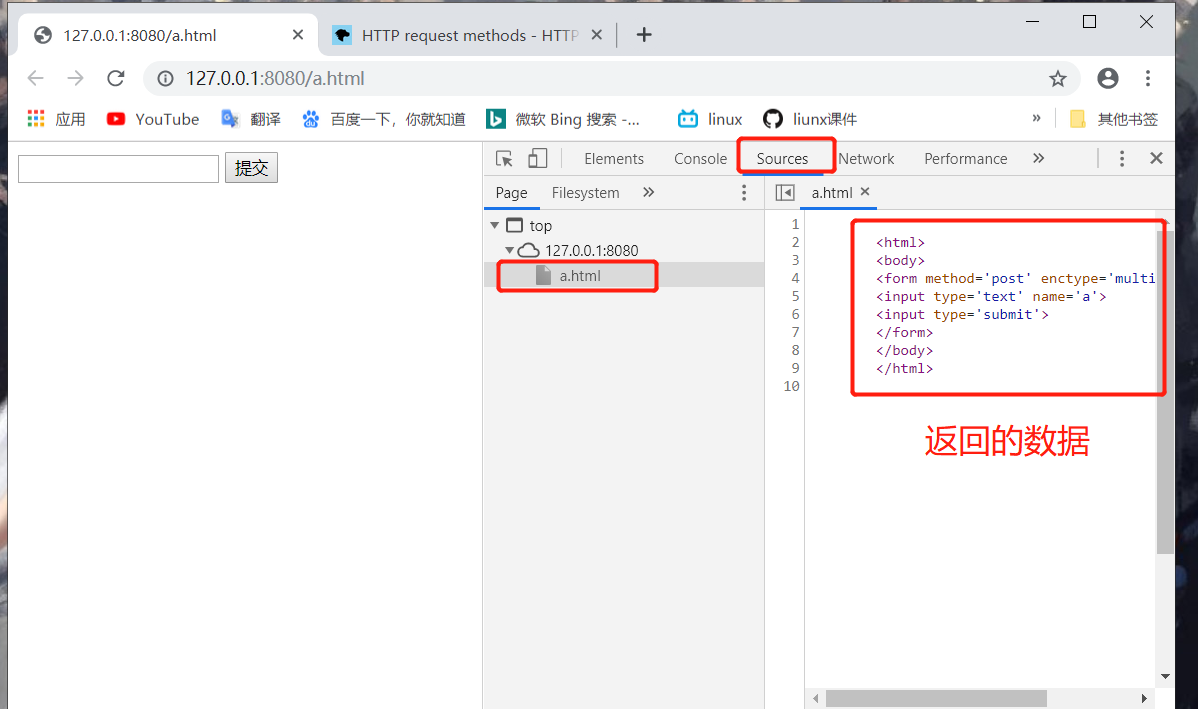 127.0.0.1:8080/a.html
HTTP request methods - HTTP
127.0.0.1:8080/a.html
应用 YouTube 翻译 百度一下，你就知道 微软 Bing 搜索 -... linux liunx课件 » 其他书签
提交
Elements Console Sources Network Performance »
Page Filesystem »
a.html
top
127.0.0.1:8080
a.html
1
2 <html>
3 <body>
4 <form method='post' enctype='multi
5 <input type='text' name='a'>
6 <input type='submit'>
7 </form>
8 </body>
9 </html>
10
返回的数据